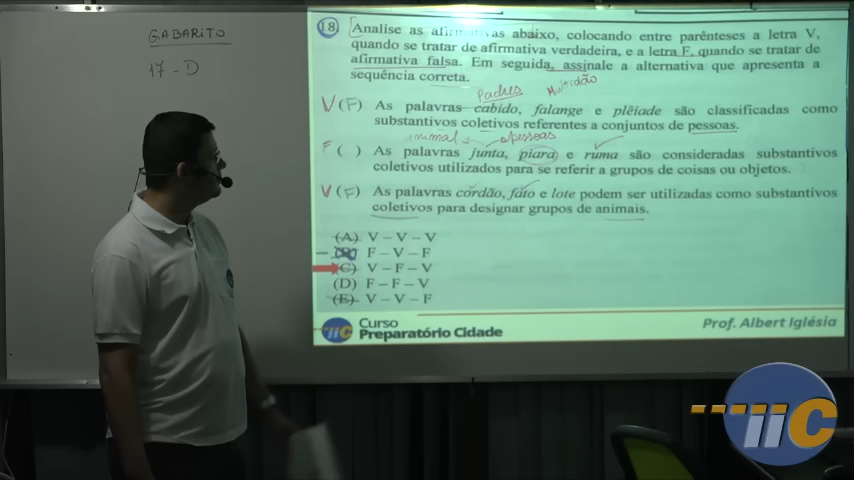 GABARITO
17 - D
18 Analise as afirmativas abaixo, colocando entre parênteses a letra V,
quando se tratar de afirmativa verdadeira, e a letra F, quando se tratar de
afirmativa falsa. Em seguida, assinale a alternativa que apresenta a
sequência correta.
Padres Multidão
V (F) As palavras cabido, falange e plêiade são classificadas como
substantivos coletivos referentes a conjuntos de pessoas.
animal pessoas
F ( ) As palavras junta, piara e ruma são consideradas substantivos
coletivos utilizados para se referir a grupos de coisas ou objetos.
V (F) As palavras cordão, fato e lote podem ser utilizadas como substantivos
coletivos para designar grupos de animais.
(A) V – V – V
(B) F – V – F
(C) V – F – V
(D) F – F – V
(E) V – V – F
iiC Curso
Preparatório Cidade
Prof. Albert Iglésia
iiC